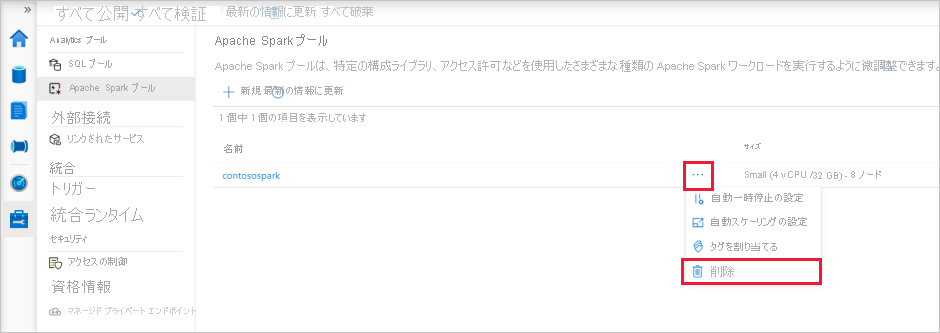 すべて公開 すべて検証 最新の情報に更新 すべて破棄
Analytics プール
SQL プール
Apache Spark プール
外部接続
リンクされたサービス
統合
トリガー
統合ランタイム
セキュリティ
アクセスの制御
資格情報
マネージド プライベート エンドポイント
Apache Spark プール
Apache Spark プールは、特定の構成ライブラリ、アクセス許可などを使用したさまざまな 種類の Apache Spark ワークロードを実行するように微調整できます。
新規 最新の情報に更新
1 個中 1 個の項目を表示しています
名前 サイズ
contosospark ... Small (4 vCPU /32 GB) - 8 ノード
自動一時停止の設定
自動スケーリングの設定
タグを割り当てる
削除